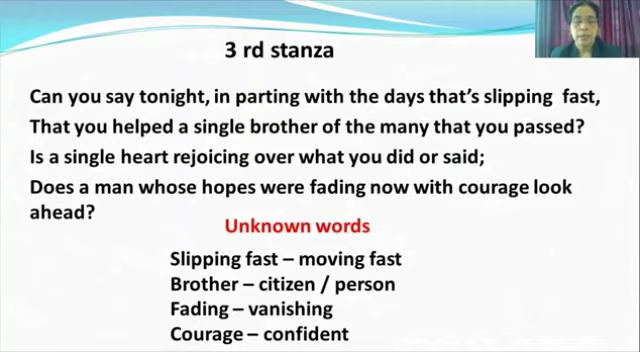 3 rd stanza
Can you say tonight, in parting with the days that's slipping fast,
That you helped a single brother of the many that you passed?
Is a single heart rejoicing over what you did or said;
Does a man whose hopes were fading now with courage look
ahead?
Unknown words
Slipping fast – moving fast
Brother – citizen / person
Fading – vanishing
Courage – confident